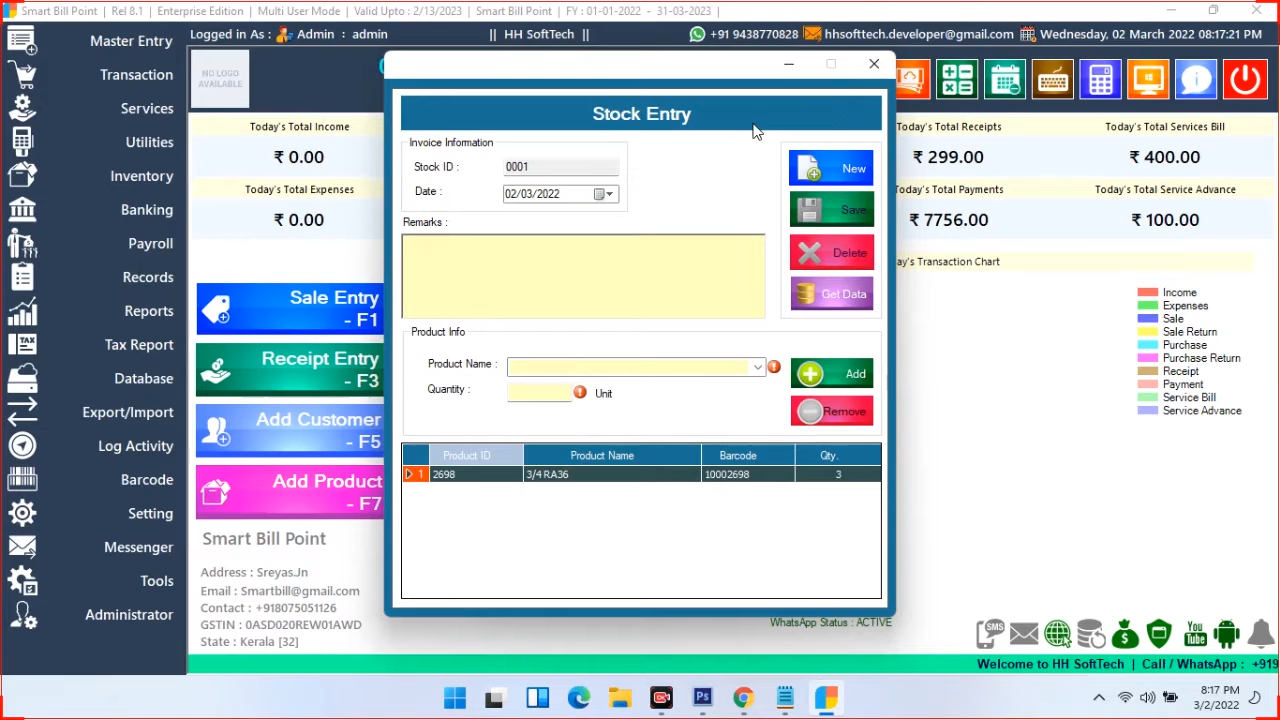 Smart Bill Point | Rel 8.1 | Enterprise Edition | Multi User Mode | Valid Upto : 2/13/2023 | Smart Bill Point | FY : 01-01-2022 - 31-03-2023 |
Logged in As : Admin : admin || HH SoftTech || +91 9438770828 hhsofttech.developer@gmail.com Wednesday, 02 March 2022 08:17:21 PM
Master Entry
Transaction
Services
Utilities
Inventory
Banking
Payroll
Records
Reports
Tax Report
Database
Export/Import
Log Activity
Barcode
Setting
Messenger
Tools
Administrator
NO LOGO
AVAILABLE
Today's Total Income
₹ 0.00
Today's Total Expenses
₹ 0.00
Sale Entry
- F1
Receipt Entry
- F3
Add Customer
- F5
Add Product
- F7
Smart Bill Point
Address : Sreyas.Jn
Email : Smartbill@gmail.com
Contact : +918075051126
GSTIN : 0ASD020REW01AWD
State : Kerala [32]
Stock Entry
Invoice Information
Stock ID : 0001
Date : 02/03/2022
Remarks :
New
Save
Delete
Get Data
Product Info
Product Name :
Quantity : Unit
Add
Remove
Product ID Product Name Barcode Qty.
1 2698 3/4 RA36 10002698 3
Today's Total Receipts Today's Total Services Bill
₹ 299.00 ₹ 400.00
Today's Total Payments Today's Total Service Advance
₹ 7756.00 ₹ 100.00
ay's Transaction Chart
Income
Expenses
Sale
Sale Return
Purchase
Purchase Return
Receipt
Payment
Service Bill
Service Advance
WhatsApp Status : ACTIVE
SMS
You
Tube
Welcome to HH SoftTech | Call / WhatsApp : +919
Ps
8:17 PM
3/2/2022